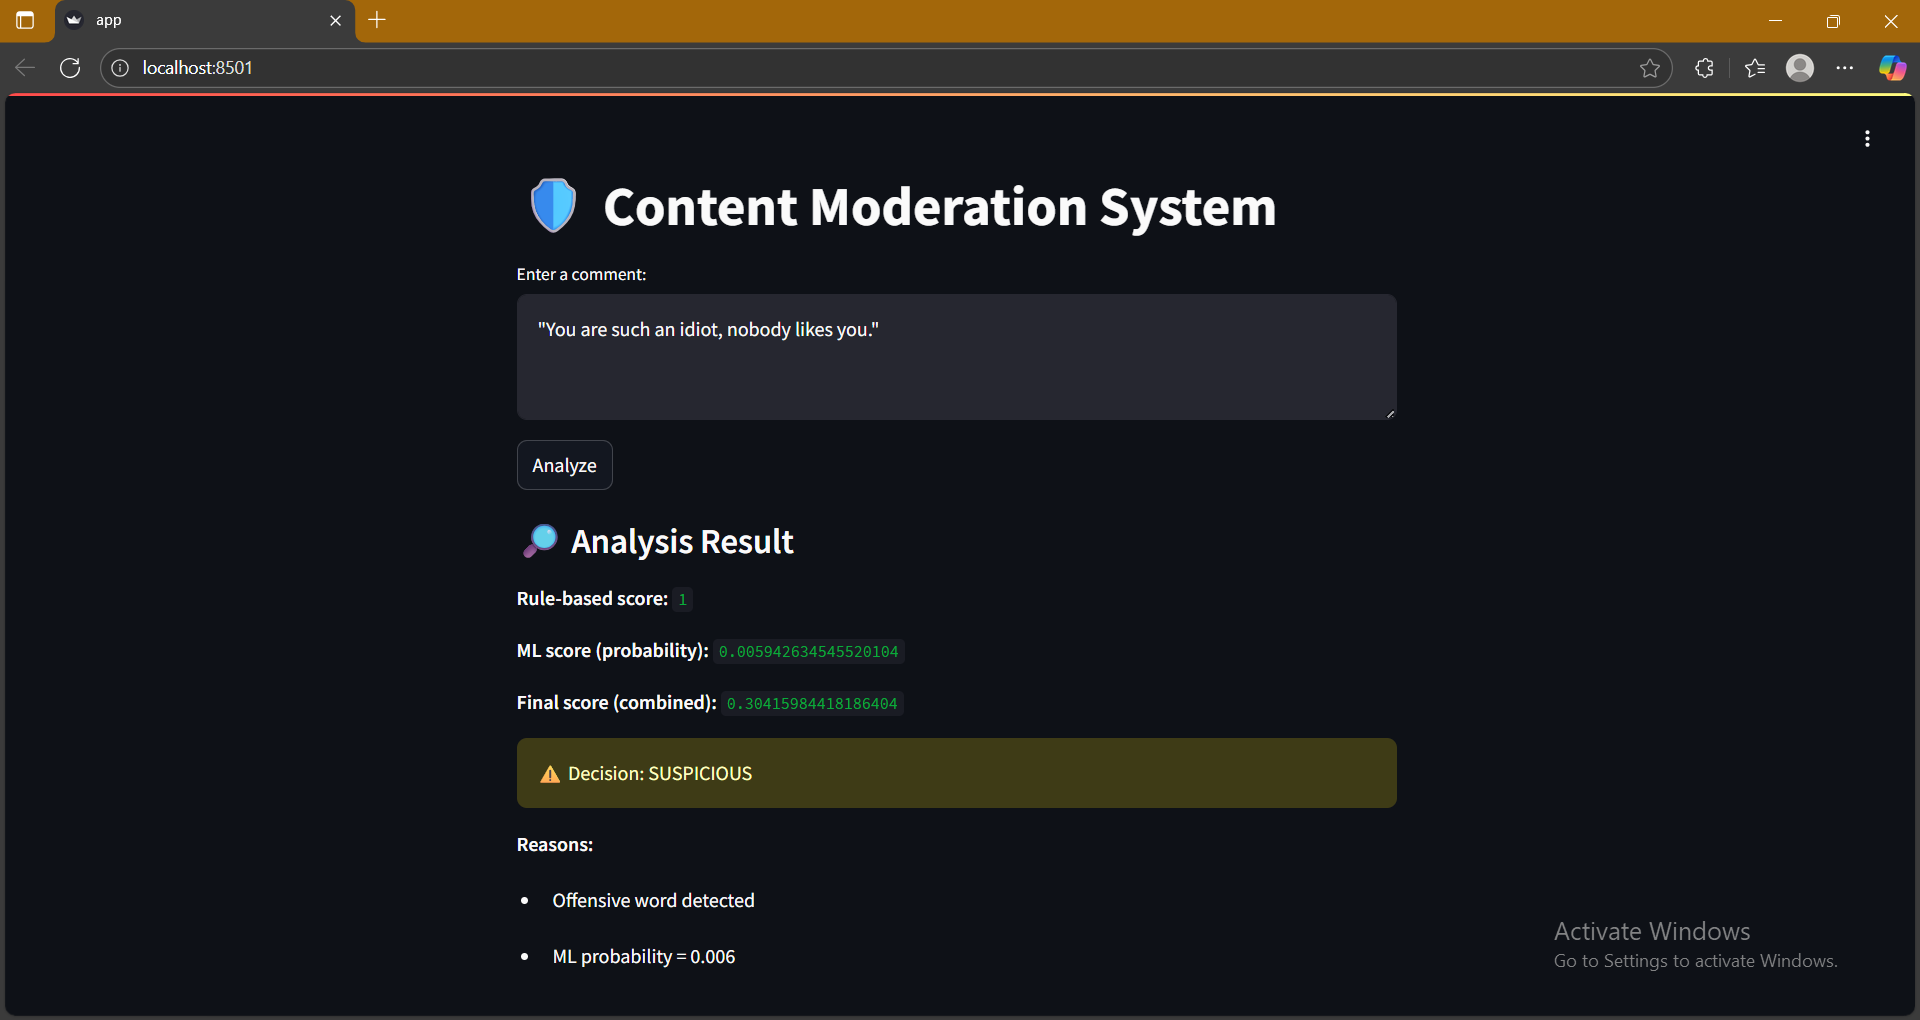 app
localhost:8501
Content Moderation System
Enter a comment:
"You are such an idiot, nobody likes you."
Analyze
Analysis Result
Rule-based score: 1
ML score (probability): 0.005942634545520104
Final score (combined): 0.30415984418186404
Decision: SUSPICIOUS
Reasons:
Offensive word detected
ML probability = 0.006
Activate Windows
Go to Settings to activate Windows.